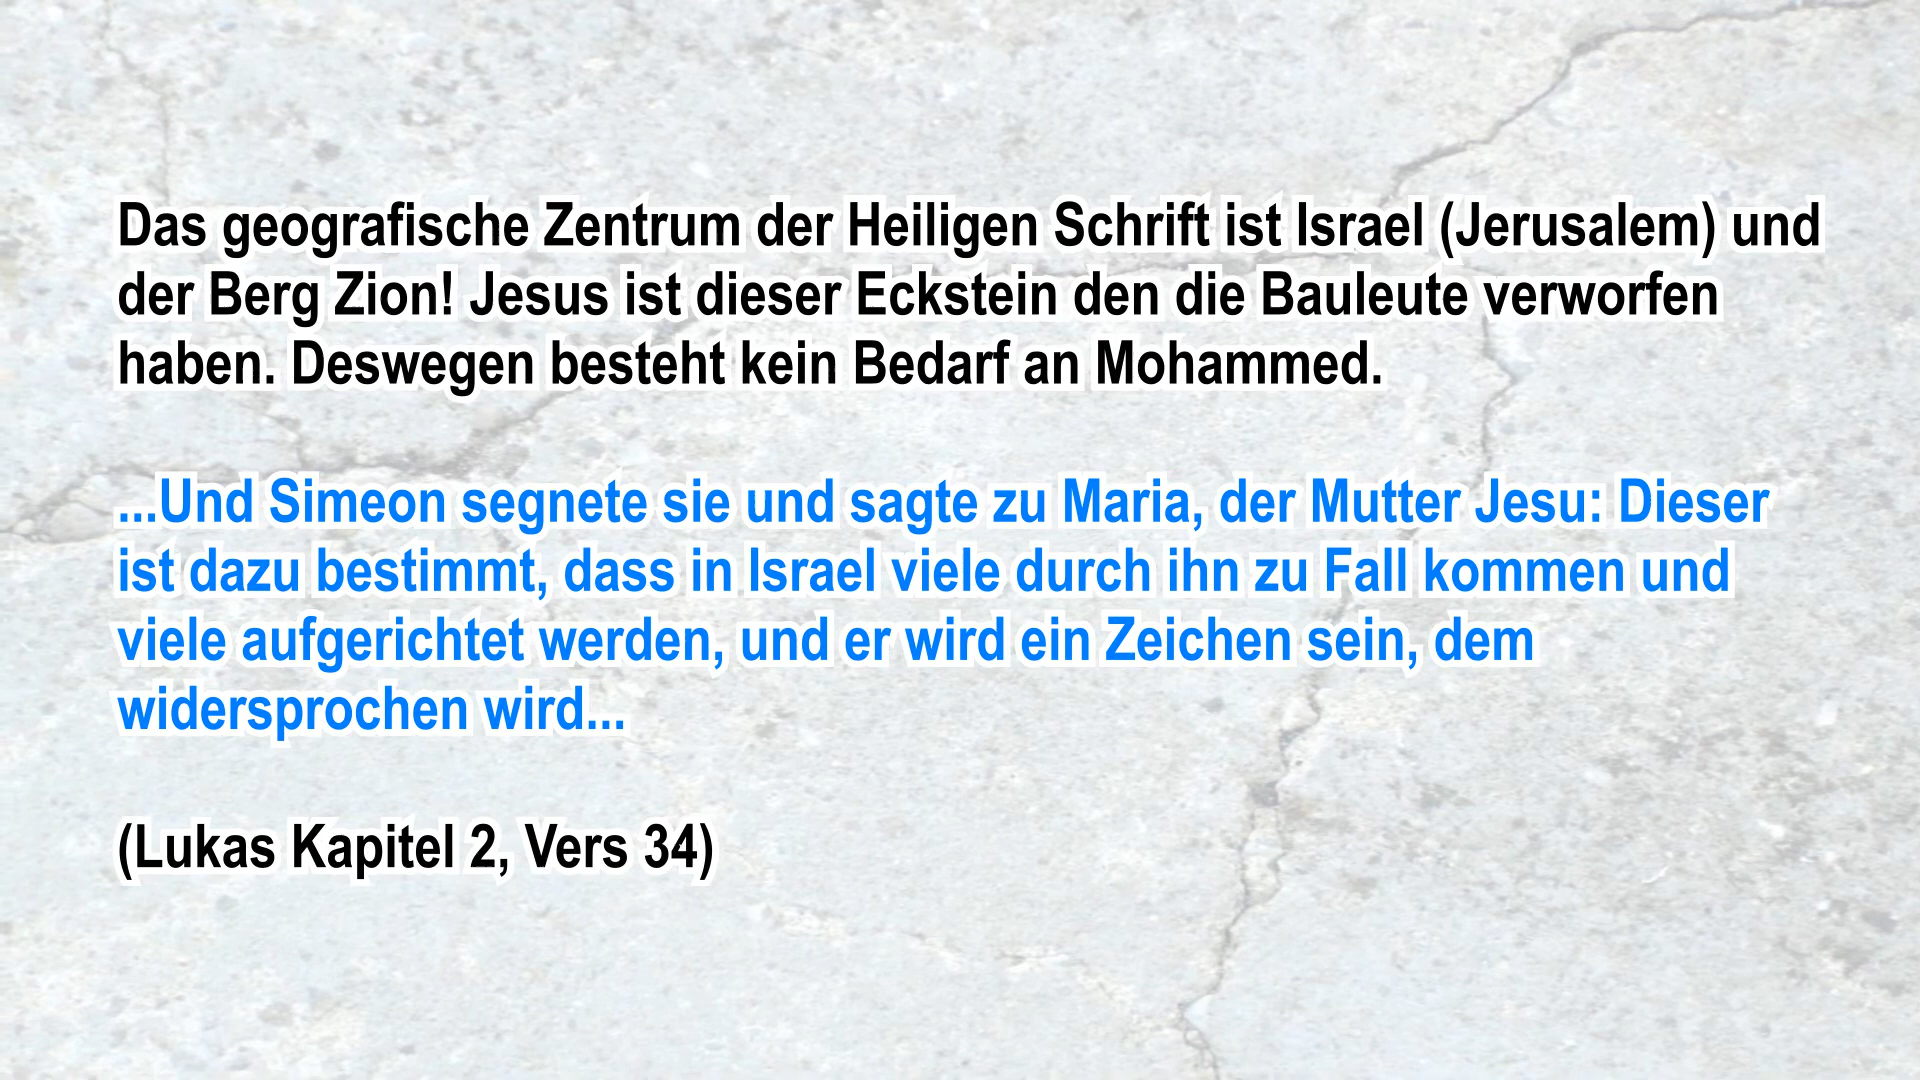 Das geografische Zentrum der Heiligen Schrift ist Israel (Jerusalem) und
der Berg Zion! Jesus ist dieser Eckstein den die Bauleute verworfen
haben. Deswegen besteht kein Bedarf an Mohammed.
...Und Simeon segnete sie und sagte zu Maria, der Mutter Jesu: Dieser
ist dazu bestimmt, dass in Israel viele durch ihn zu Fall kommen und
viele aufgerichtet werden, und er wird ein Zeichen sein, dem
widersprochen wird...
(Lukas Kapitel 2, Vers 34)